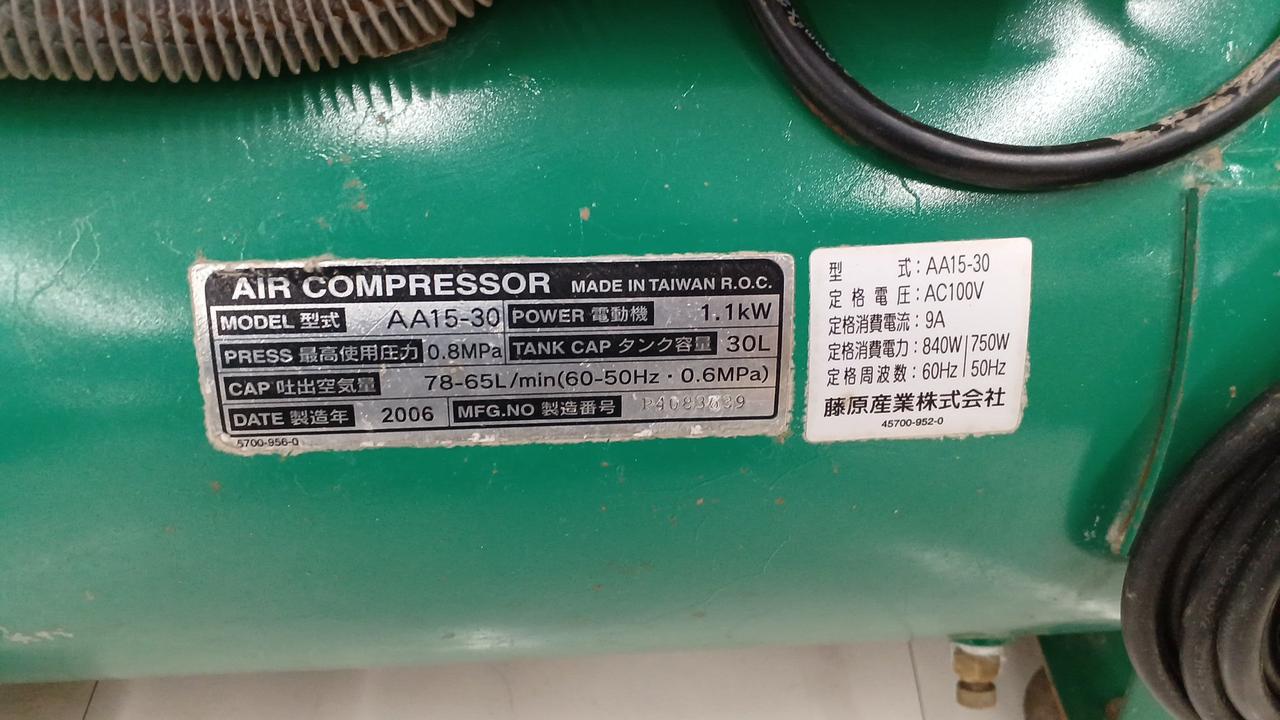 AIR COMPRESSOR MADE IN TAIWAN R.O.C.
MODEL 型式 AA15-30 POWER 電動機 1.1kW
PRESS 最高使用圧力 0.8MPa TANK CAP タンク容量 30L
CAP 吐出空気量 78-65L/min(60-50Hz・0.6MPa)
DATE 製造年 2006 MFG.NO 製造番号
5700-956-0
型式:AA15-30
定格電圧:AC100V
定格消費電流:9A
定格消費電力:840W|750W
定格周波数:60Hz|50Hz
藤原産業株式会社
45700-952-0